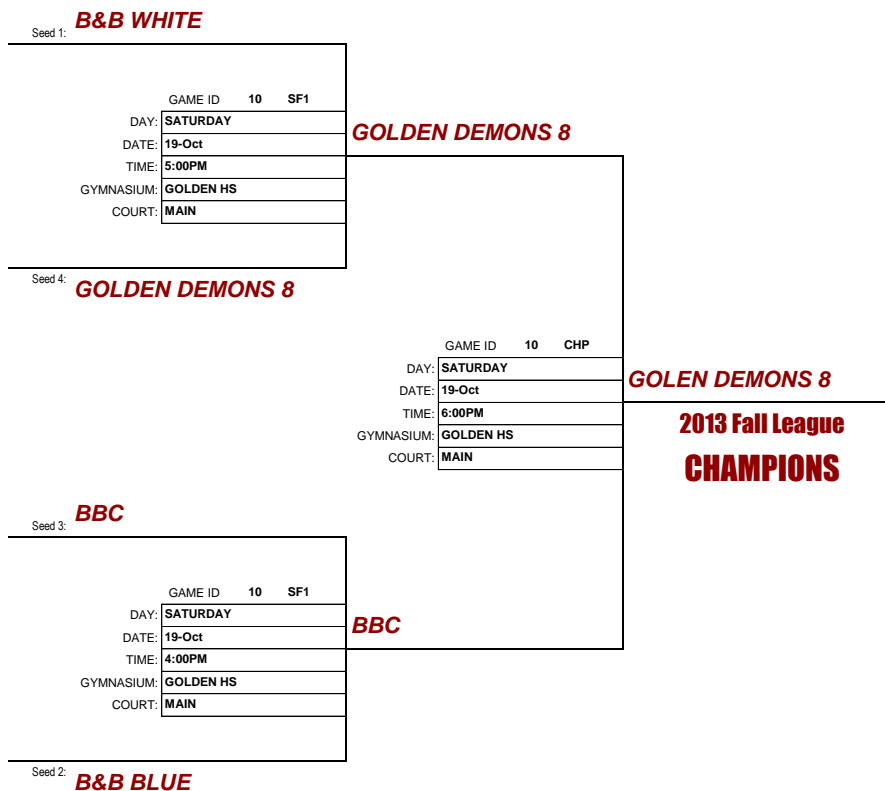 B&B WHITE
Seed 1:
GAME ID 10 SF1
DAY: SATURDAY
DATE: 19-Oct
TIME: 5:00PM
GYMNASIUM: GOLDEN HS
COURT: MAIN
GOLDEN DEMONS 8
Seed 4:
GOLDEN DEMONS 8
GAME ID 10 CHP
DAY: SATURDAY
DATE: 19-Oct
TIME: 6:00PM
GYMNASIUM: GOLDEN HS
COURT: MAIN
GOLEN DEMONS 8
2013 Fall League
CHAMPIONS
BBC
Seed 3:
GAME ID 10 SF1
DAY: SATURDAY
DATE: 19-Oct
TIME: 4:00PM
GYMNASIUM: GOLDEN HS
COURT: MAIN
BBC
Seed 2:
B&B BLUE